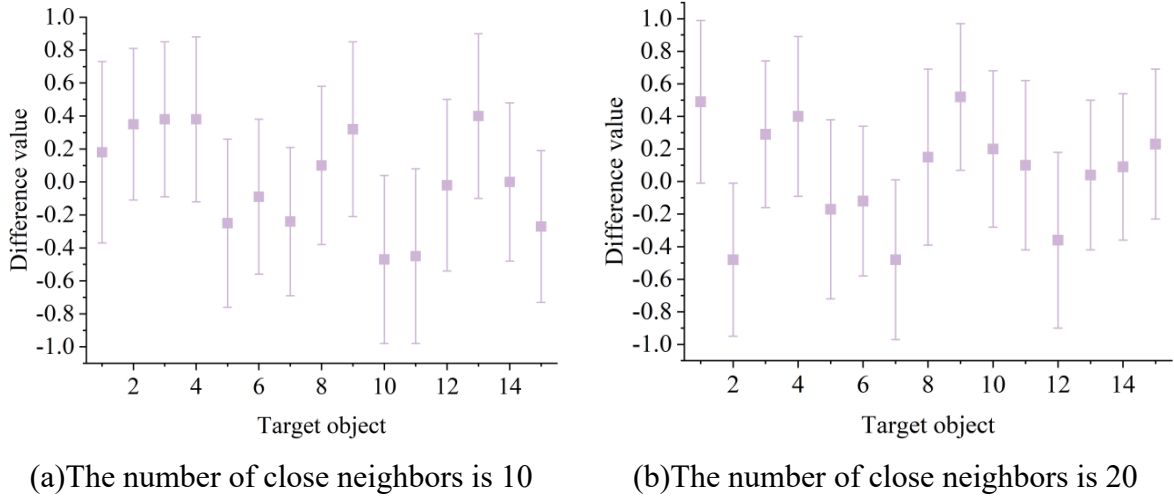 1.0
0.8
0.6
0.4
0.2
0.0
-0.2
-0.4
-0.6
-0.8
-1.0
Difference value
2 4 6 8 10 12 14
Target object
(a)The number of close neighbors is 10
1.0
0.8
0.6
0.4
0.2
0.0
-0.2
-0.4
-0.6
-0.8
-1.0
Difference value
2 4 6 8 10 12 14
Target object
(b)The number of close neighbors is 20